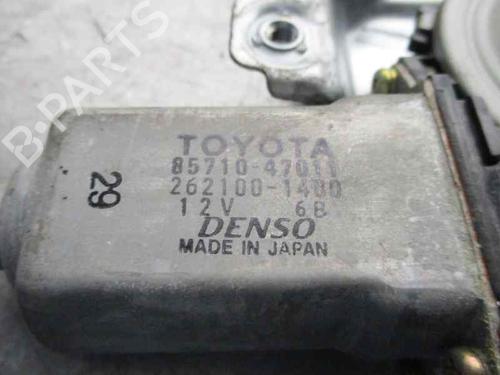 B-PARTS
TOYOTA
85710-47011
262100-1400
12V 6B
DENSO
MADE IN JAPAN
29